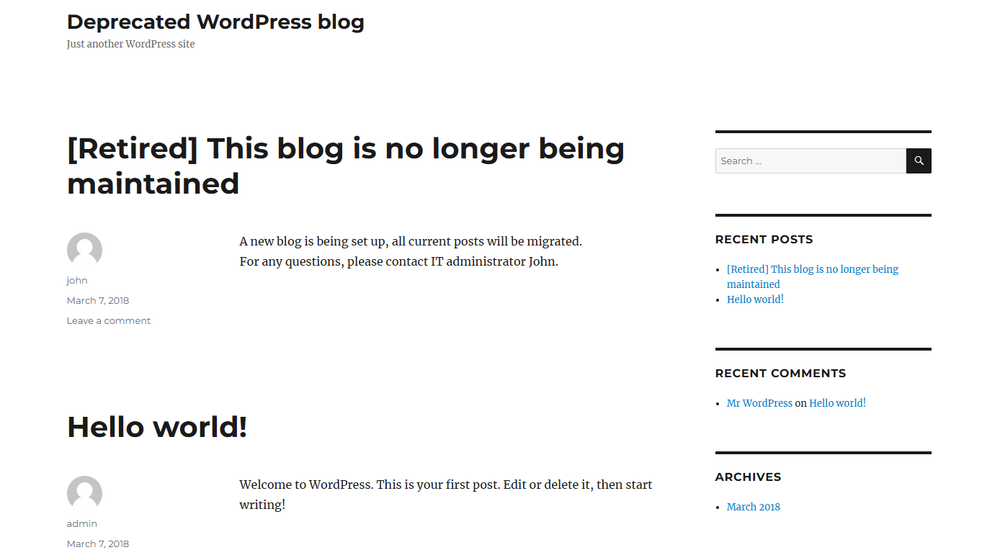 Deprecated WordPress blog
Just another WordPress site
[Retired] This blog is no longer being
maintained
john
March 7, 2018
Leave a comment
A new blog is being set up, all current posts will be migrated.
For any questions, please contact IT administrator John.
Hello world!
admin
March 7, 2018
Welcome to WordPress. This is your first post. Edit or delete it, then start
writing!
Search ...
RECENT POSTS
[Retired] This blog is no longer being
maintained
Hello world!
RECENT COMMENTS
Mr WordPress on Hello world!
ARCHIVES
March 2018